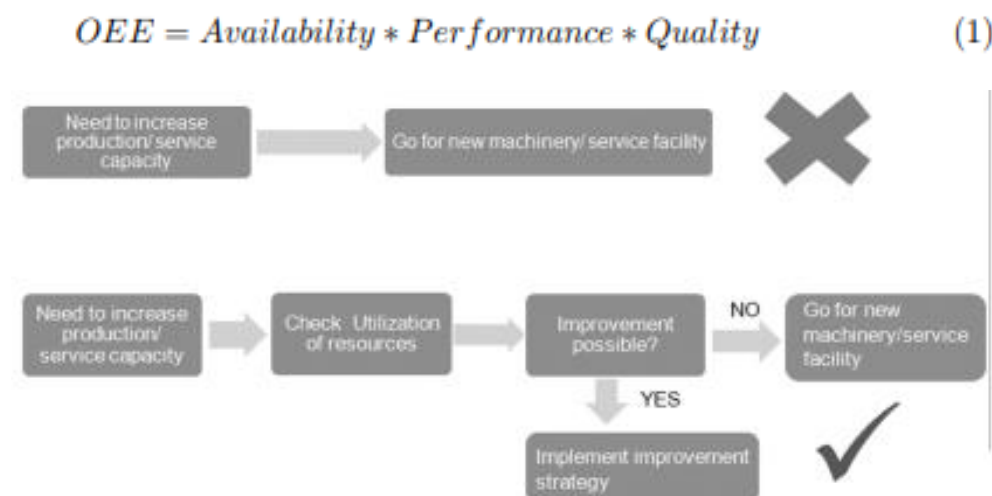 OEE = Availability * Performance * Quality (1)
Need to increase
production/ service
capacity
Go for new machinery/ service facility
Need to increase
production/
service capacity
Check Utilization
of resources
Improvement
possible?
NO
Go for new
machinery/service
facility
YES
Implement improvement
strategy